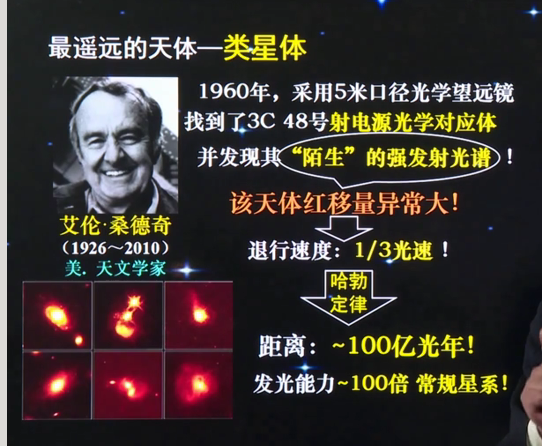 最遥远的天体—类星体
1960年，采用5米口径光学望远镜
找到了3C 48号射电源光学对应体
并发现其“陌生”的强发射光谱！
该天体红移量异常大！
艾伦·桑德奇
（1926～2010）
美．天文学家
退行速度：1/3光速！
哈勃
定律
距离：~100亿光年！
发光能力~100倍 常规星系！